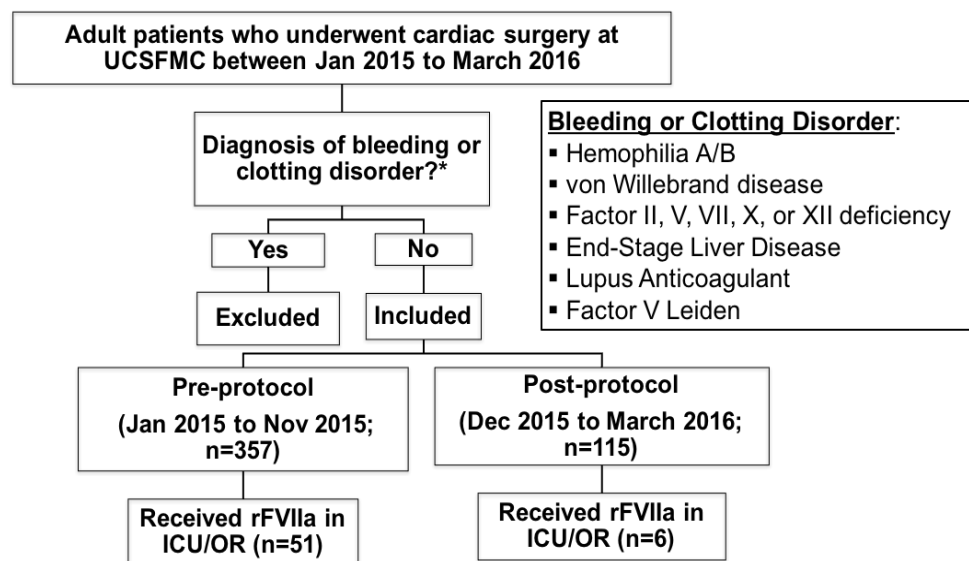 Adult patients who underwent cardiac surgery at
UCSFMC between Jan 2015 to March 2016
Diagnosis of bleeding or
clotting disorder?*
Yes
No
Excluded
Included
Bleeding or Clotting Disorder:
▪ Hemophilia A/B
▪ von Willebrand disease
▪ Factor II, V, VII, X, or XII deficiency
▪ End-Stage Liver Disease
▪ Lupus Anticoagulant
▪ Factor V Leiden
Pre-protocol
(Jan 2015 to Nov 2015;
n=357)
Post-protocol
(Dec 2015 to March 2016;
n=115)
Received rFVIIa in
ICU/OR (n=51)
Received rFVIIa in
ICU/OR (n=6)